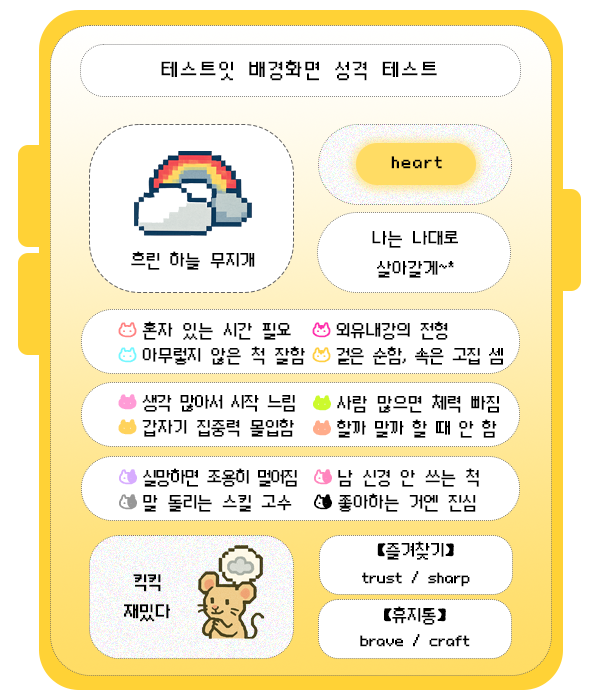 테스트잇 배경화면 성격 테스트
흐린 하늘 무지개
heart
나는 나대로
살아갈게~*
혼자 있는 시간 필요
외유내강의 전형
아무렇지 않은 척 잘함
겉은 순함, 속은 고집 셈
생각 많아서 시작 느림
사람 많으면 체력 빠짐
갑자기 집중력 몰입함
할까 말까 할 때 안 함
실망하면 조용히 멀어짐
남 신경 안 쓰는 척
말 돌리는 스킬 고수
좋아하는 거엔 진심
킥킥
재밌다
【즐겨찾기】
trust / sharp
【휴지통】
brave / craft